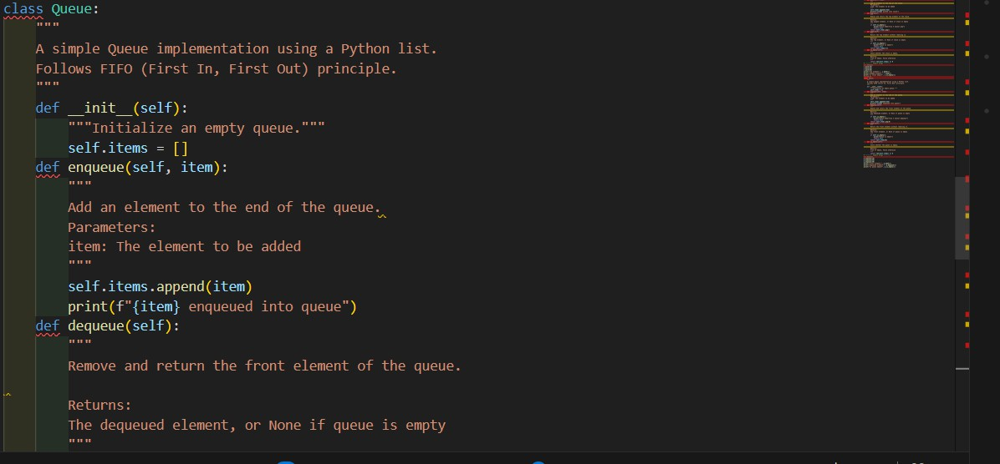 class Queue:
"""
A simple Queue implementation using a Python list.
Follows FIFO (First In, First Out) principle.
"""
def __init__(self):
"""Initialize an empty queue."""
self.items = []
def enqueue(self, item):
"""
Add an element to the end of the queue.
Parameters:
item: The element to be added
"""
self.items.append(item)
print(f"{item} enqueued into queue")
def dequeue(self):
"""
Remove and return the front element of the queue.
Returns:
The dequeued element, or None if queue is empty
"""